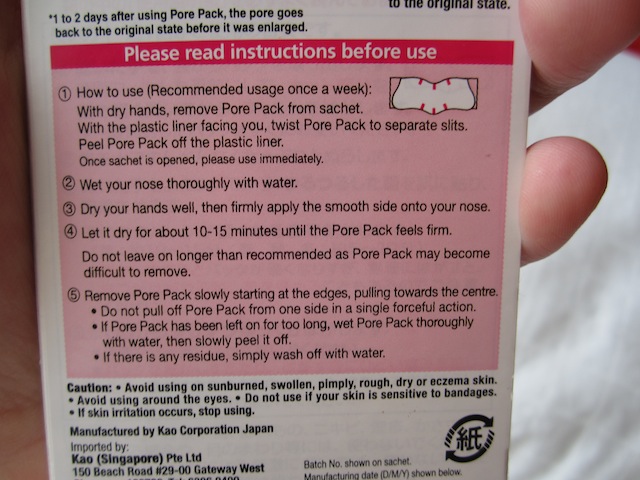 to the original state.
*1 to 2 days after using Pore Pack, the pore goes
back to the original state before it was enlarged.
Please read instructions before use
① How to use (Recommended usage once a week):
With dry hands, remove Pore Pack from sachet.
With the plastic liner facing you, twist Pore Pack to separate slits.
Peel Pore Pack off the plastic liner.
Once sachet is opened, please use immediately.
② Wet your nose thoroughly with water.
③ Dry your hands well, then firmly apply the smooth side onto your nose.
④ Let it dry for about 10-15 minutes until the Pore Pack feels firm.
Do not leave on longer than recommended as Pore Pack may become
difficult to remove.
⑤ Remove Pore Pack slowly starting at the edges, pulling towards the centre.
• Do not pull off Pore Pack from one side in a single forceful action.
• If Pore Pack has been left on for too long, wet Pore Pack thoroughly
with water, then slowly peel it off.
• If there is any residue, simply wash off with water.
Caution: • Avoid using on sunburned, swollen, pimply, rough, dry or eczema skin.
• Avoid using around the eyes. • Do not use if your skin is sensitive to bandages.
• If skin irritation occurs, stop using.
Manufactured by Kao Corporation Japan
Imported by:
Kao (Singapore) Pte Ltd
150 Beach Road #29-00 Gateway West
紙
Batch No. shown on sachet.
Manufacturing date (D/M/Y) shown below.